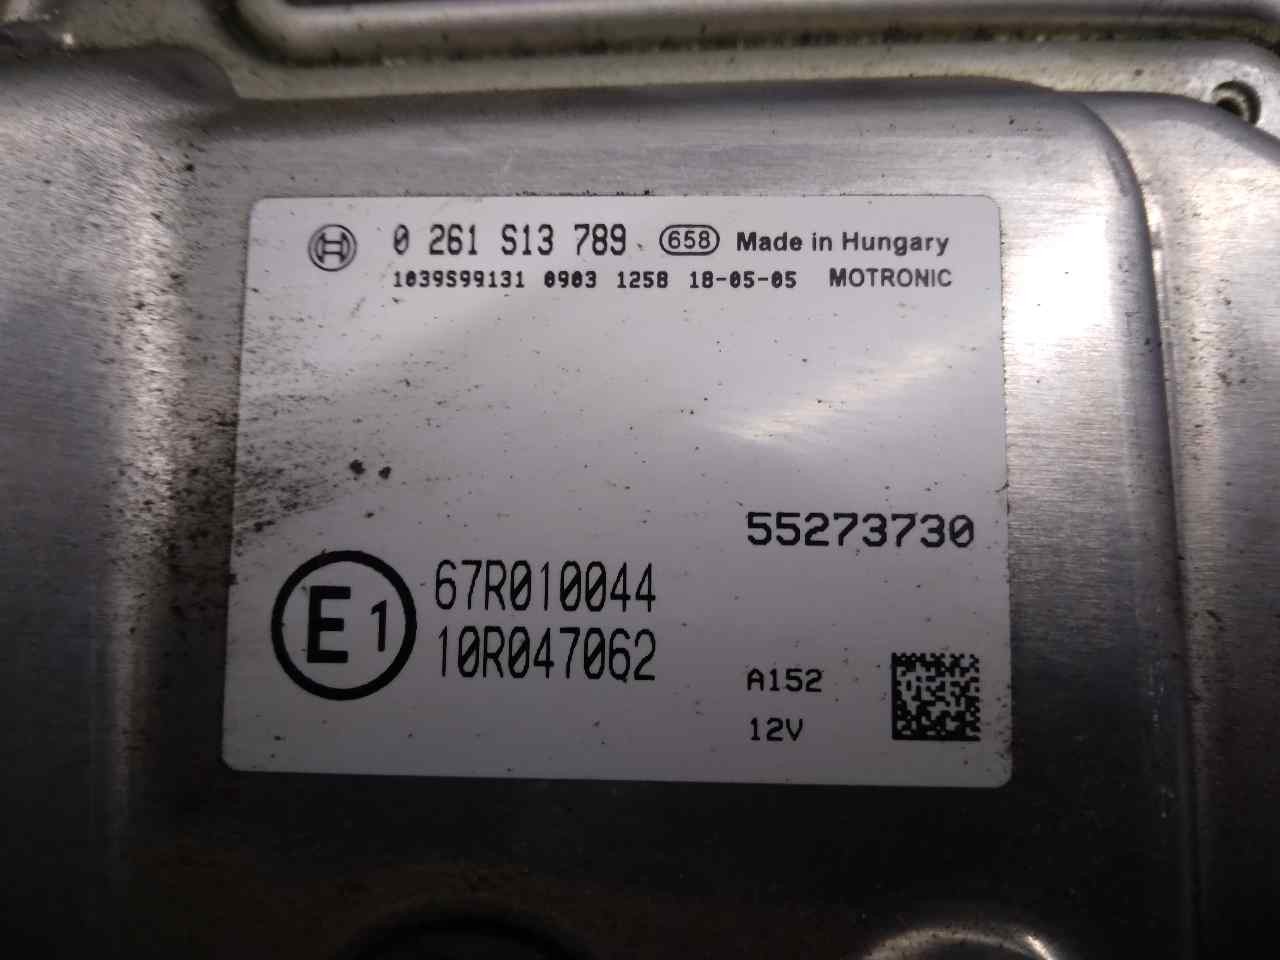 0 261 S13 789 658 Made in Hungary
1039S99131 0903 1258 18-05-05 MOTRONIC
55273730
E1 67R010044
10R047062
A152
12V